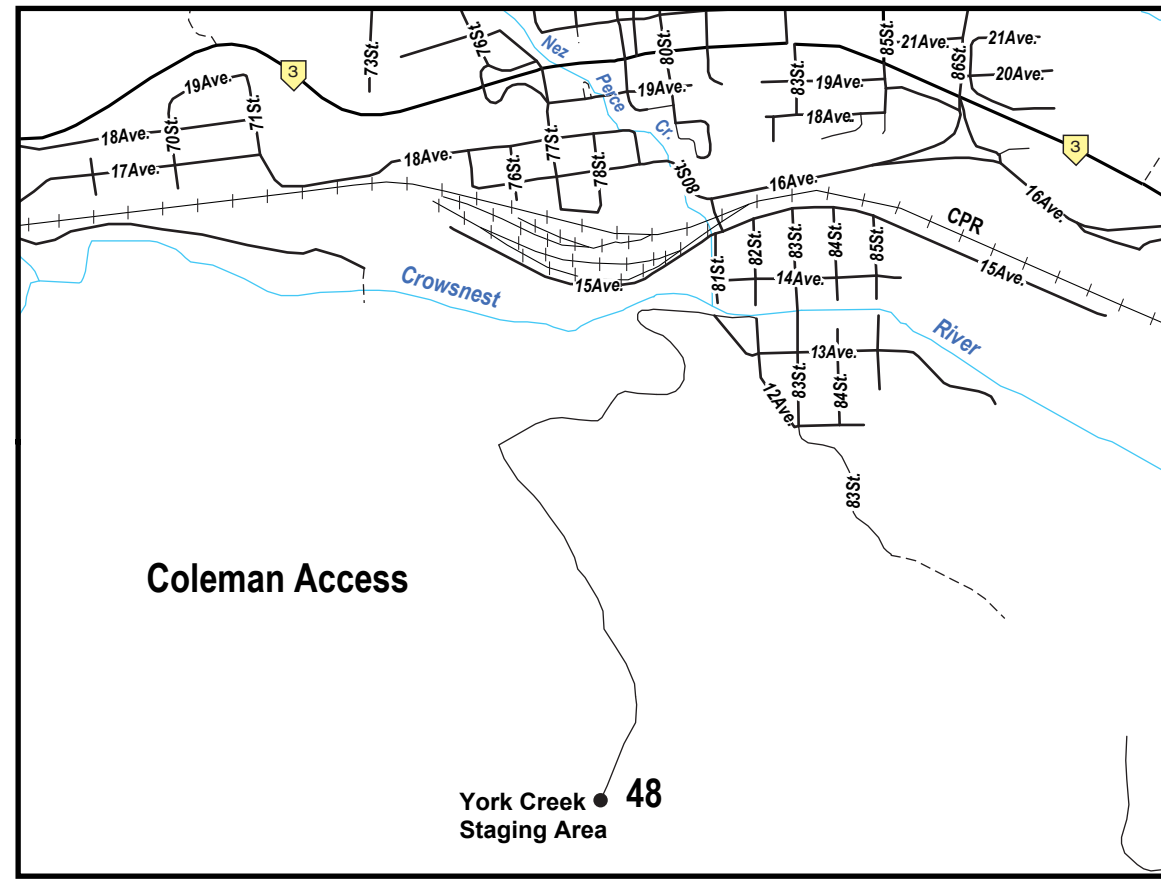 73St.
76St.
Nez
Perce
Cr.
80St.
83St.
85St.
21Ave.
21Ave.
86St.
20Ave.
3
19Ave.
19Ave.
19Ave.
18Ave.
70St.
71St.
18Ave.
18Ave.
17Ave.
77St.
76St.
78St.
80St.
16Ave.
16Ave.
3
CPR
81St.
82St.
83St.
84St.
85St.
15Ave.
15Ave.
14Ave.
Crowsnest
River
13Ave.
83St.
84St.
12Ave.
83St.
Coleman Access
York Creek
Staging Area
48